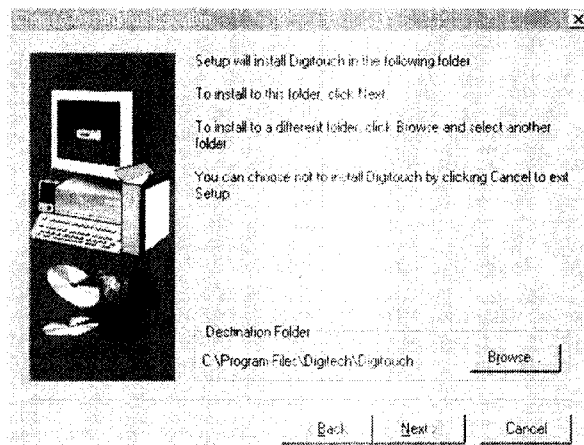 Setup will install Digitouch in the following folder.
To install to this folder, click Next.
To install to a different folder, click Browse and select another
folder.
You can choose not to install Digitouch by clicking Cancel to exit
Setup.
Destination Folder
C:\Program Files\Digitech\Digitouch
Browse...
Back
Next >
Cancel